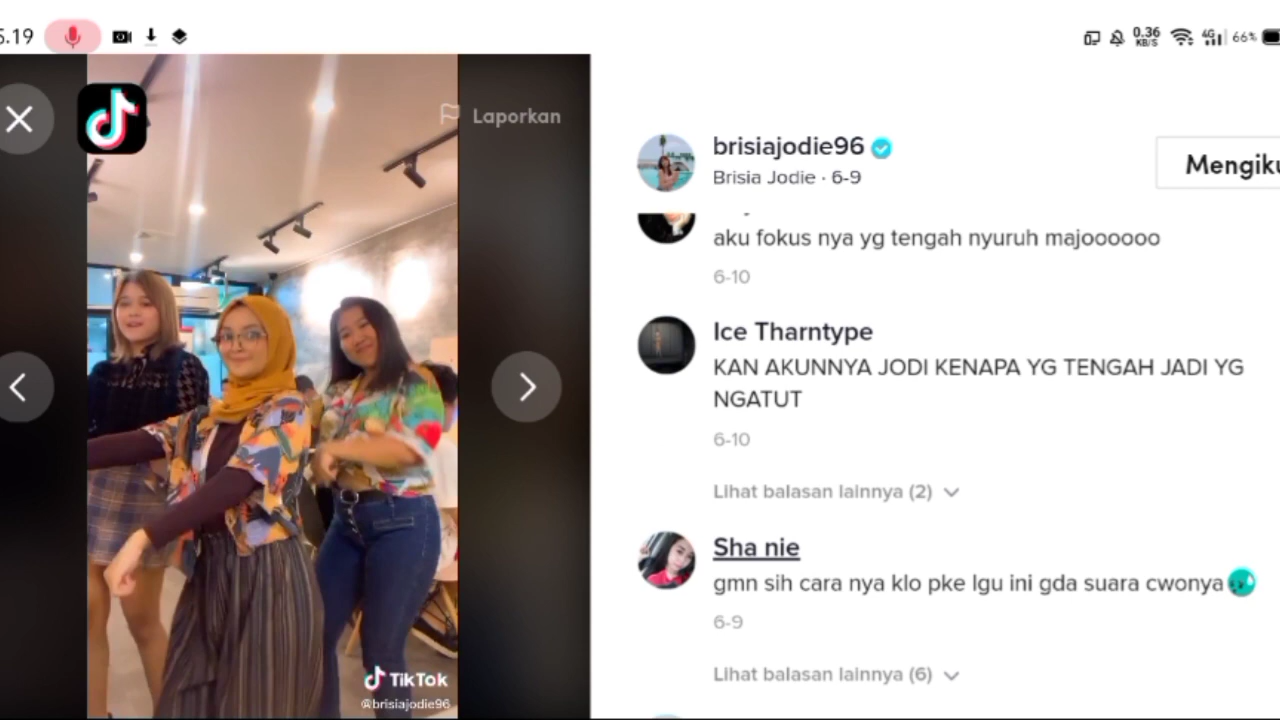 5.19
0.36
KB/S
4G
66%
Laporkan
TikTok
@brisiajodie96
brisiajodie96
Brisia Jodie · 6-9
aku fokus nya yg tengah nyuruh majoooooo
6-10
Ice Tharntype
KAN AKUNNYA JODI KENAPA YG TENGAH JADI YG
NGATUT
6-10
Lihat balasan lainnya (2)
Sha nie
gmn sih cara nya klo pke lgu ini gda suara cwonya
6-9
Lihat balasan lainnya (6)